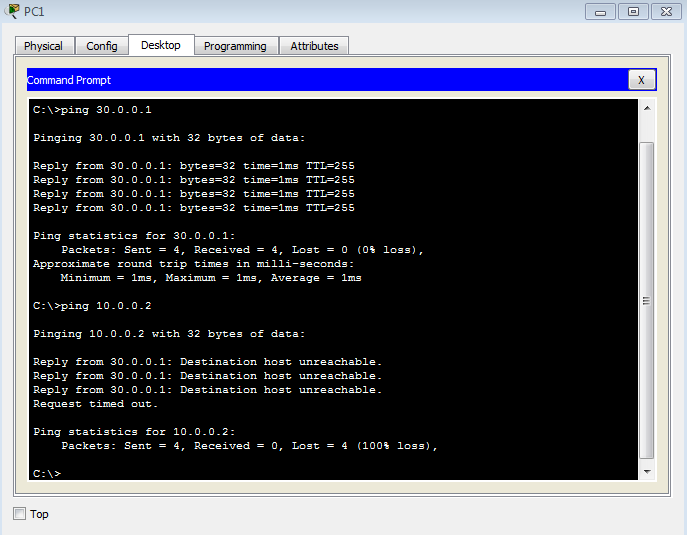 PC1
Physical Config Desktop Programming Attributes
Command Prompt X
C:\>ping 30.0.0.1
Pinging 30.0.0.1 with 32 bytes of data:
Reply from 30.0.0.1: bytes=32 time=1ms TTL=255
Reply from 30.0.0.1: bytes=32 time=1ms TTL=255
Reply from 30.0.0.1: bytes=32 time=1ms TTL=255
Reply from 30.0.0.1: bytes=32 time=1ms TTL=255
Ping statistics for 30.0.0.1:
Packets: Sent = 4, Received = 4, Lost = 0 (0% loss),
Approximate round trip times in milli-seconds:
Minimum = 1ms, Maximum = 1ms, Average = 1ms
C:\>ping 10.0.0.2
Pinging 10.0.0.2 with 32 bytes of data:
Reply from 30.0.0.1: Destination host unreachable.
Reply from 30.0.0.1: Destination host unreachable.
Reply from 30.0.0.1: Destination host unreachable.
Request timed out.
Ping statistics for 10.0.0.2:
Packets: Sent = 4, Received = 0, Lost = 4 (100% loss),
C:\>
Top